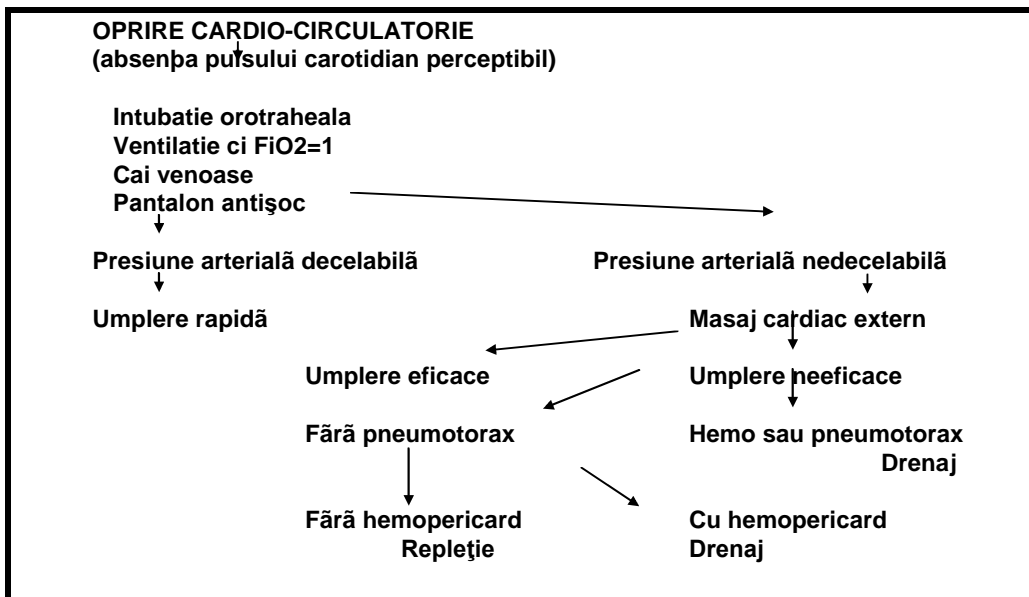 OPRIRE CARDIO-CIRCULATORIE
(absenþa pulsului carotidian perceptibil)
Intubatie orotraheala
Ventilatie ci FiO2=1
Cai venoase
Pantalon antişoc
Presiune arterialã decelabilã Presiune arterialã nedecelabilã
Umplere rapidã Masaj cardiac extern
Umplere eficace Umplere neeficace
Fãrã pneumotorax Hemo sau pneumotorax
Drenaj
Fãrã hemopericard Cu hemopericard
Repleţie Drenaj